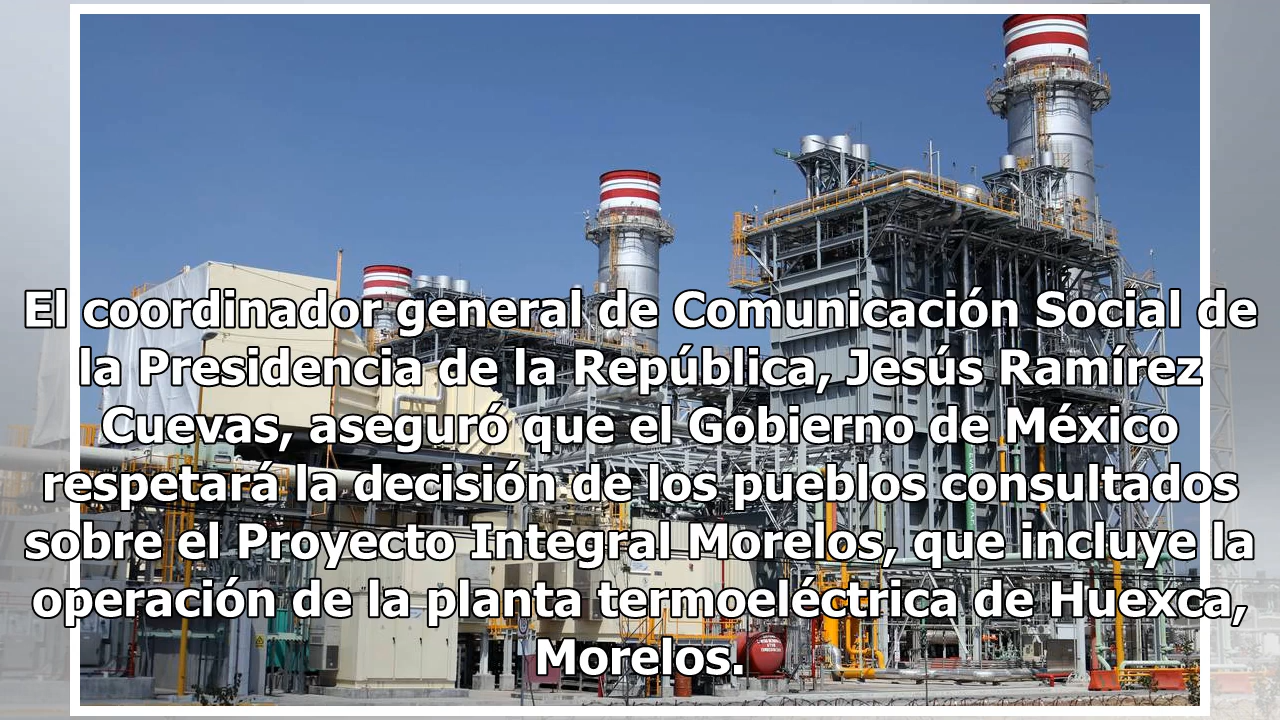 El coordinador general de Comunicación Social de
la Presidencia de la República, Jesús Ramírez
Cuevas, aseguró que el Gobierno de México
respetará la decisión de los pueblos consultados
sobre el Proyecto Integral Morelos, que incluye la
operación de la planta termoeléctrica de Huexca,
Morelos.